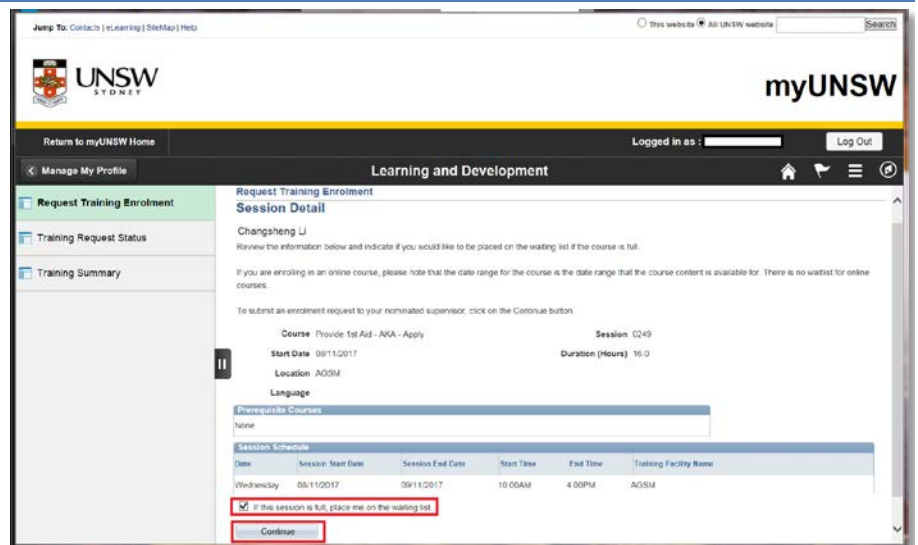 Jump To: Contacts | eLearning | SiteMap | Help
This website All UNSW website Search
UNSW
SYDNEY
myUNSW
Return to myUNSW Home Logged in as : Log Out
Manage My Profile Learning and Development
Request Training Enrolment
Training Request Status
Training Summary
Request Training Enrolment
Session Detail
Changsheng Li
Review the information below and indicate if you would like to be placed on the waiting list if the course is full.
If you are enrolling in an online course, please note that the date range for the course is the date range that the course content is available for. There is no waitlist for online
courses.
To submit an enrolment request to your nominated supervisor, click on the Continue button.
Course Provide 1st Aid - AKA - Apply Session 0249
Start Date 08/11/2017 Duration (Hours) 16.0
Location AGSM
Language
Prerequisite Courses
None
Session Schedule
Date Session Start Date Session End Date Start Time End Time Training Facility Name
Wednesday 08/11/2017 09/11/2017 10:00AM 4:00PM AGSM
If this session is full, place me on the waiting list.
Continue